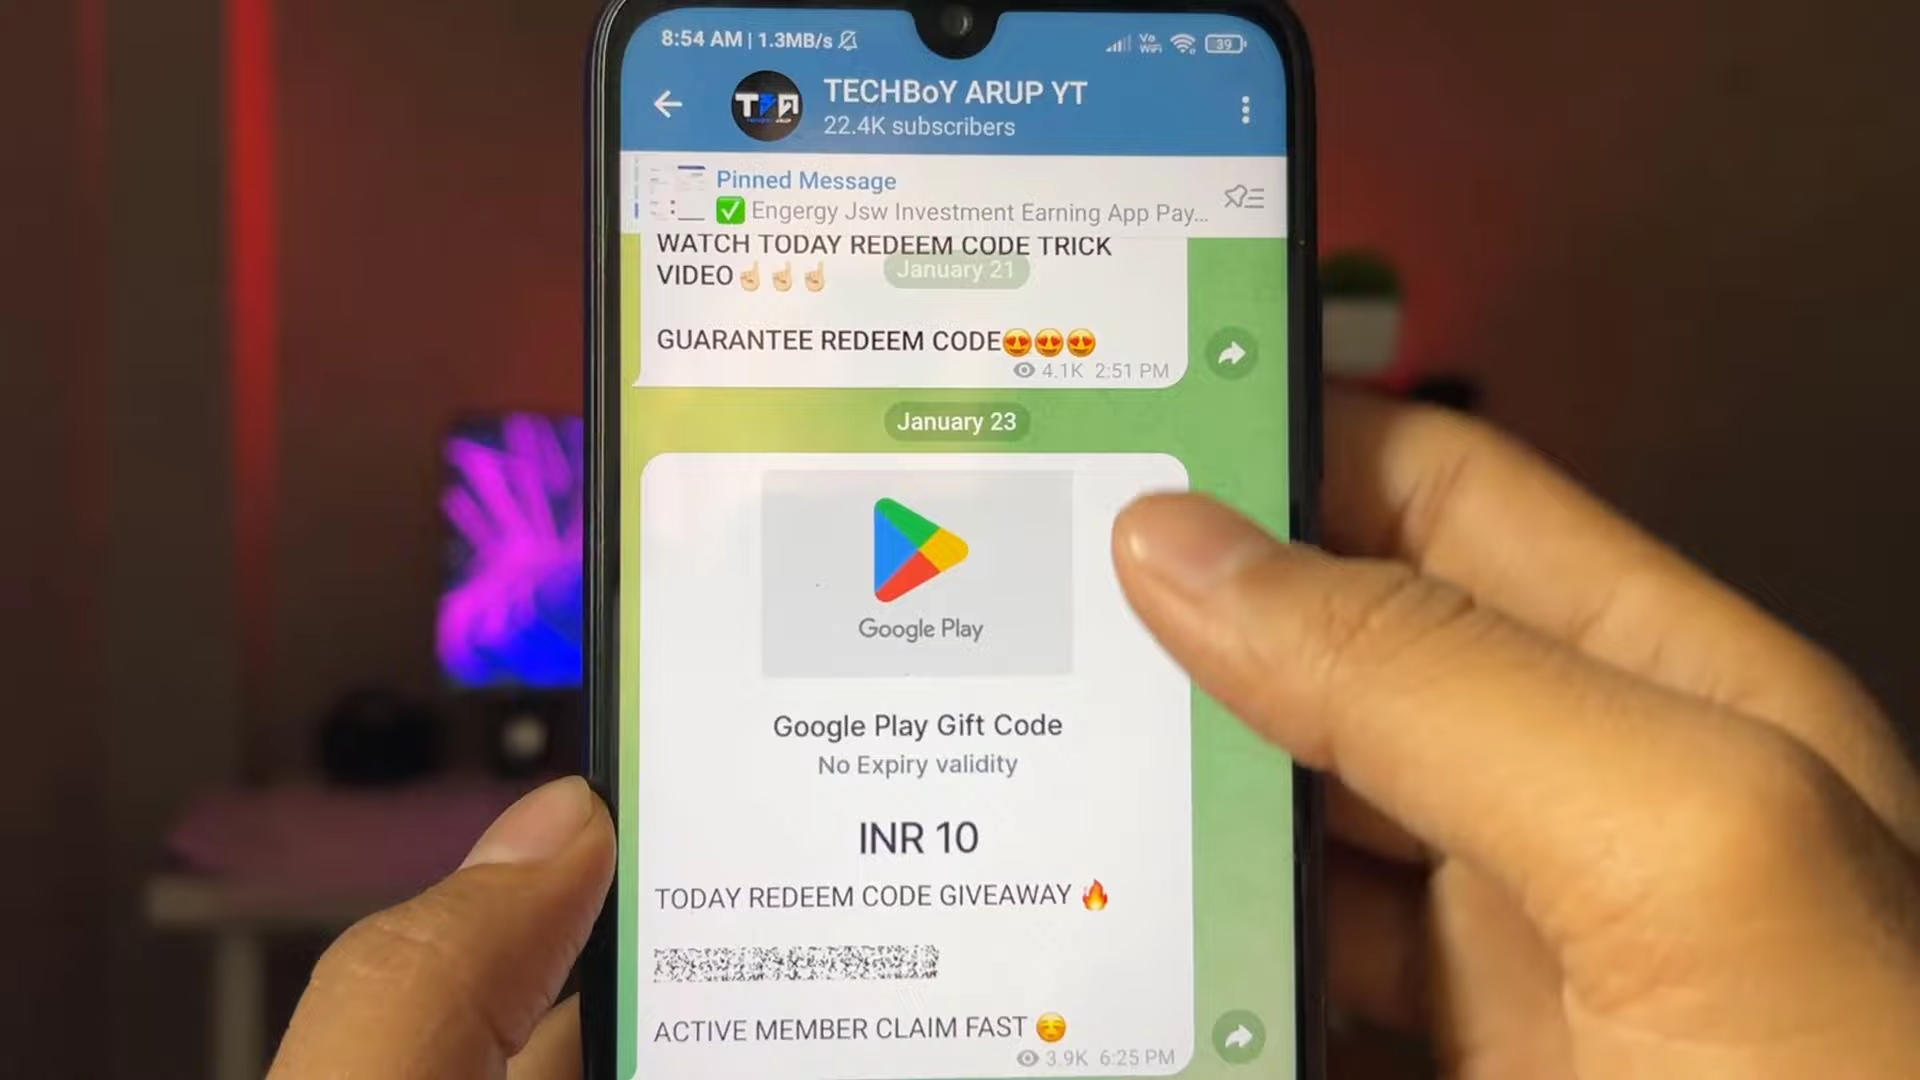 8:54 AM | 1.3MB/s
Vo
WiFi
39
TECHBoY ARUP YT
22.4K subscribers
Pinned Message
✅ Engergy Jsw Investment Earning App Pay...
WATCH TODAY REDEEM CODE TRICK
VIDEO☝🏻☝🏻☝🏻
January 21
GUARANTEE REDEEM CODE😍😍😍
4.1K 2:51 PM
January 23
Google Play
Google Play Gift Code
No Expiry validity
INR 10
TODAY REDEEM CODE GIVEAWAY 🔥
ACTIVE MEMBER CLAIM FAST ☺️
3.9K 6:25 PM